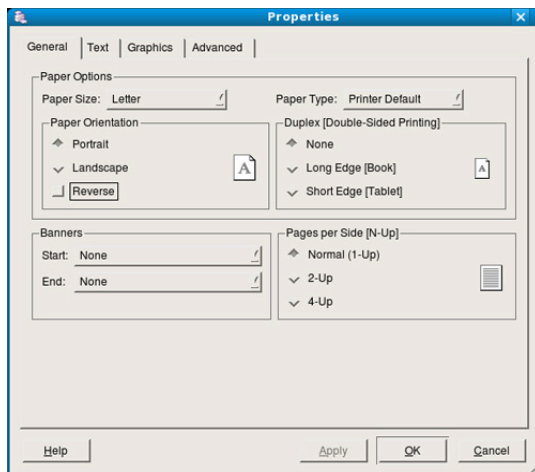 Properties
General Text Graphics Advanced
Paper Options
Paper Size: Letter
Paper Type: Printer Default
Paper Orientation
Portrait
Landscape
Reverse
A
Duplex [Double-Sided Printing]
None
Long Edge [Book]
Short Edge [Tablet]
A
Banners
Start: None
End: None
Pages per Side [N-Up]
Normal (1-Up)
2-Up
4-Up
Help Apply OK Cancel